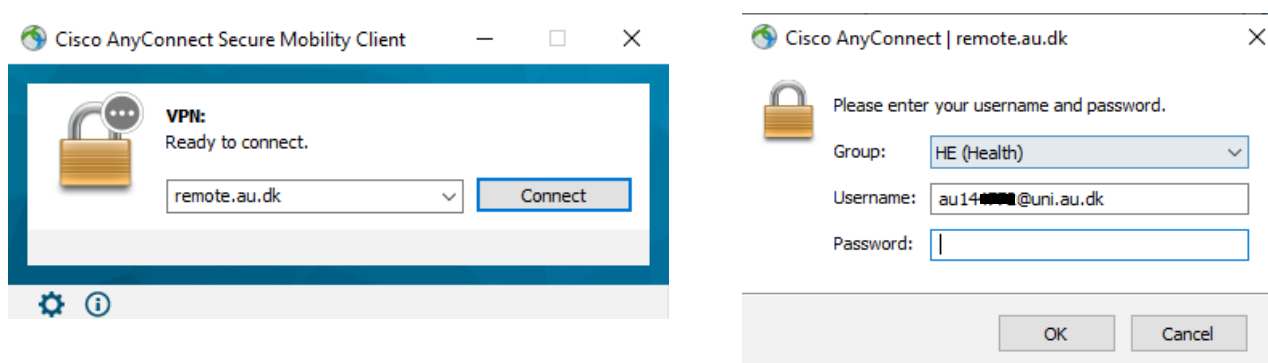 Cisco AnyConnect Secure Mobility Client
VPN:
Ready to connect.
remote.au.dk
Connect
Cisco AnyConnect | remote.au.dk
Please enter your username and password.
Group:
HE (Health)
Username:
au14 @uni.au.dk
Password:
OK
Cancel